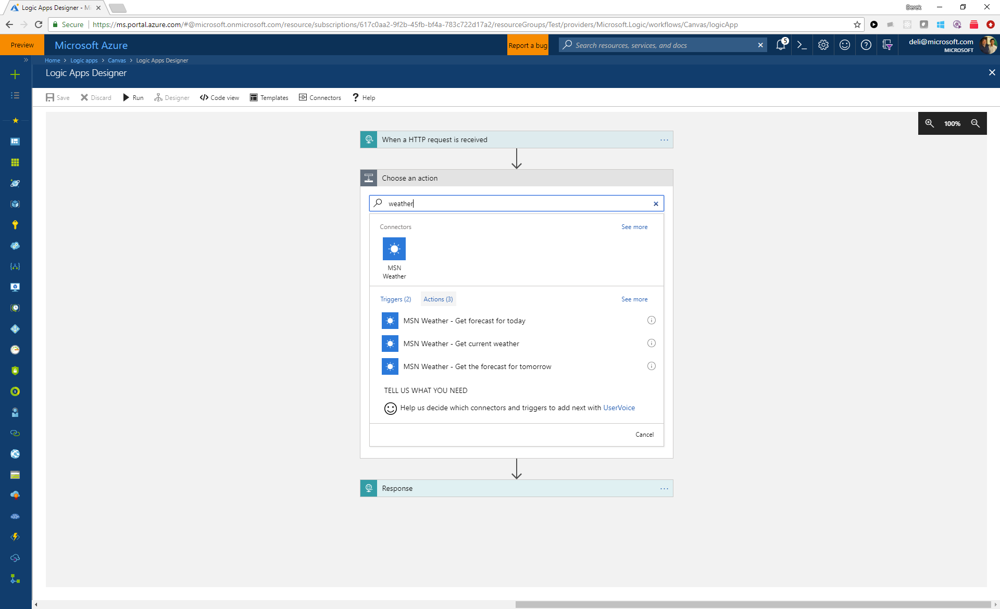 Logic Apps Designer - Mi
Derek
Secure
https://ms.portal.azure.com/#@microsoft.onmicrosoft.com/resource/subscriptions/617c0aa2-9f2b-45fb-bf4a-783c722d17a2/resourceGroups/Test/providers/Microsoft.Logic/workflows/Canvas/logicApp
Preview
Microsoft Azure
Report a bug
Search resources, services, and docs
5
deli@microsoft.com
MICROSOFT
Home > Logic apps > Canvas > Logic Apps Designer
Logic Apps Designer
Save Discard Run Designer Code view Templates Connectors Help
100%
When a HTTP request is received
Choose an action
weather
Connectors See more
MSN
Weather
Triggers (2) Actions (3) See more
MSN Weather - Get forecast for today
MSN Weather - Get current weather
MSN Weather - Get the forecast for tomorrow
TELL US WHAT YOU NEED
Help us decide which connectors and triggers to add next with UserVoice
Cancel
Response